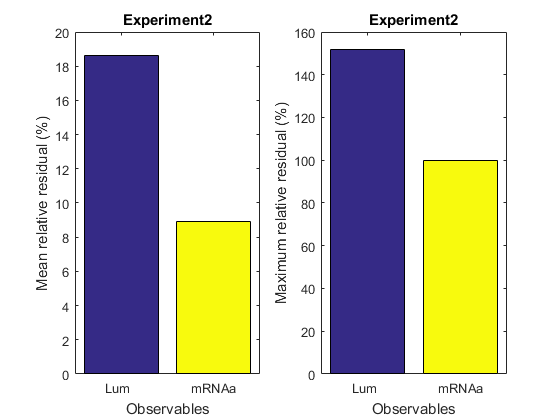 Experiment2
Mean relative residual (%)
20
18
16
14
12
10
8
6
4
2
0
Lum mRNAa
Observables
Experiment2
Maximum relative residual (%)
160
140
120
100
80
60
40
20
0
Lum mRNAa
Observables